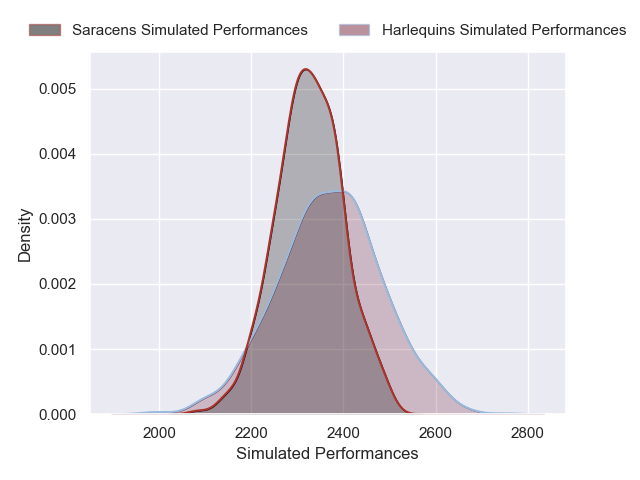 Saracens Simulated Performances Harlequins Simulated Performances
0.005
0.004
0.003
0.002
0.001
0.000
Density
2000 2200 2400 2600 2800
Simulated Performances